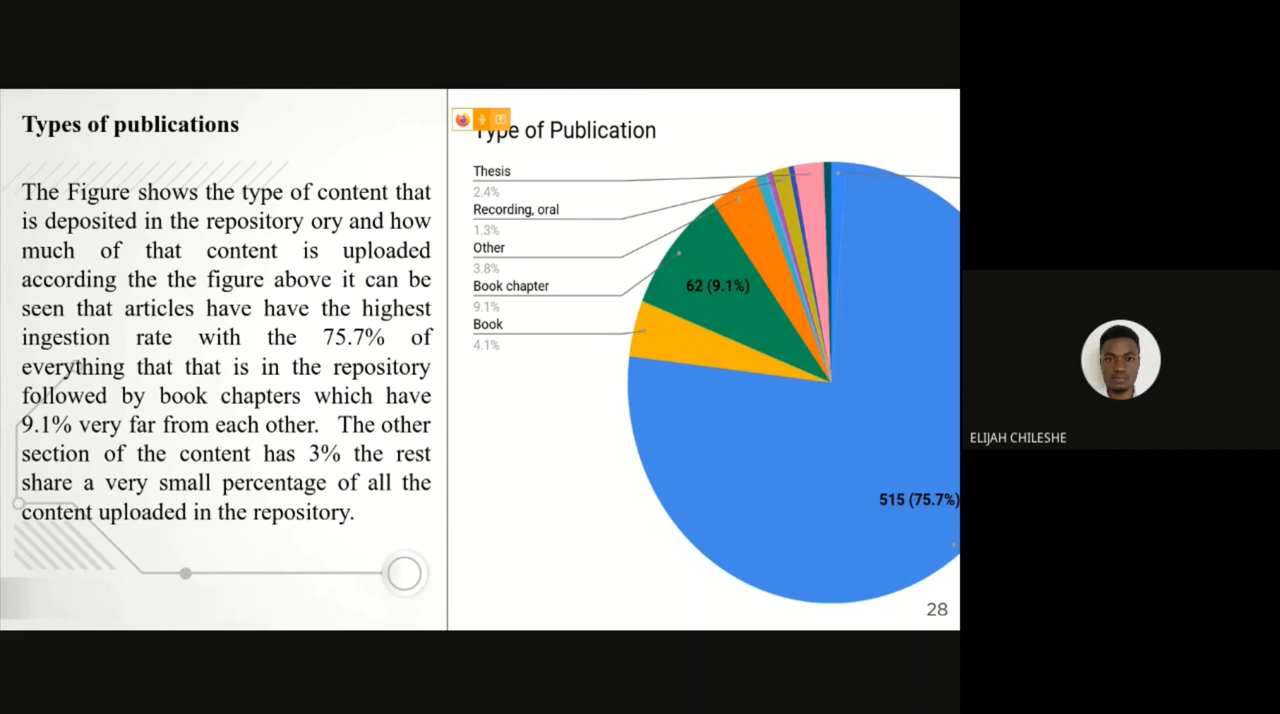 Types of publications
The Figure shows the type of content that
is deposited in the repository ory and how
much of that content is uploaded
according the the figure above it can be
seen that articles have have the highest
ingestion rate with the 75.7% of
everything that that is in the repository
followed by book chapters which have
9.1% very far from each other. The other
section of the content has 3% the rest
share a very small percentage of all the
content uploaded in the repository.
Type of Publication
Thesis
2.4%
Recording, oral
1.3%
Other
3.8%
Book chapter
9.1%
Book
4.1%
62 (9.1%)
515 (75.7%)
28
ELIJAH CHILESHE